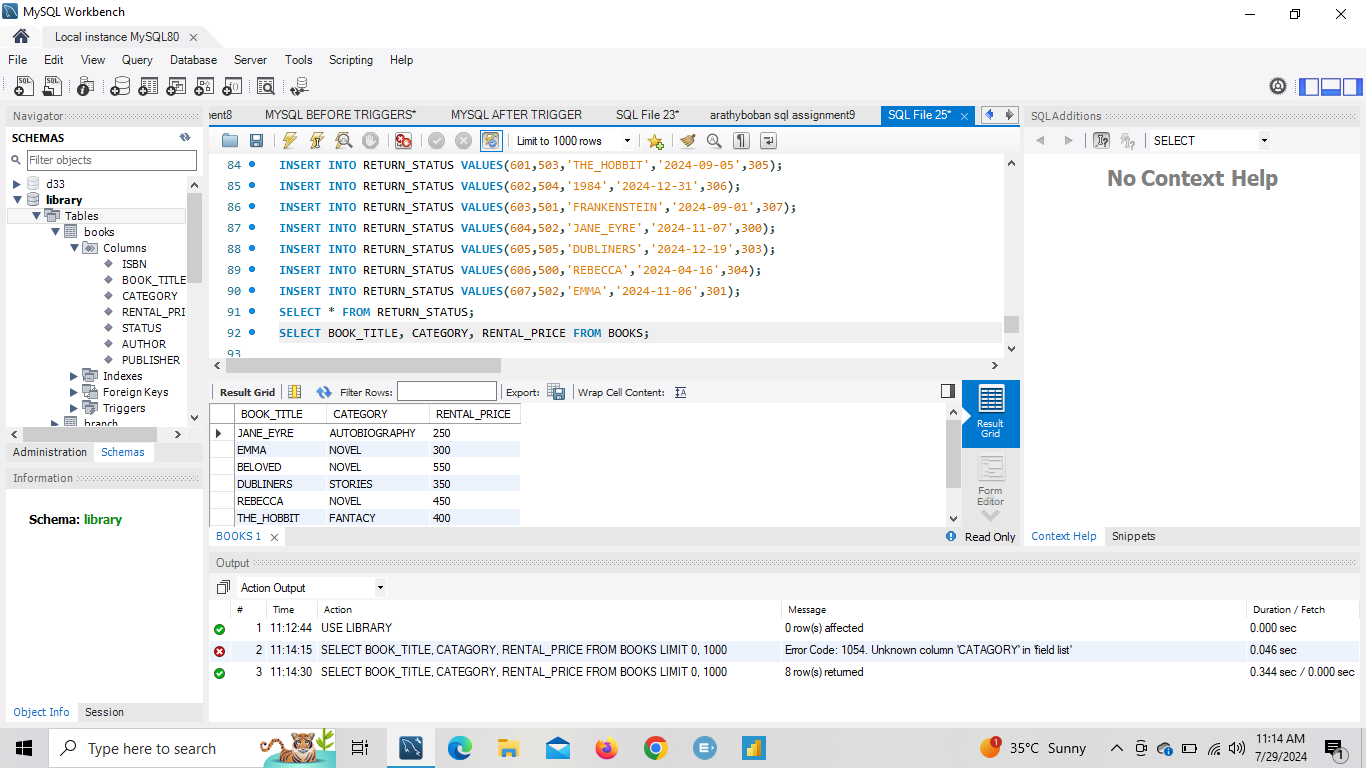 MySQL Workbench
Local instance MySQL80
File Edit View Query Database Server Tools Scripting Help
Navigator
SCHEMAS
Filter objects
d33
library
Tables
books
Columns
ISBN
BOOK_TITLE
CATEGORY
RENTAL_PRI
STATUS
AUTHOR
PUBLISHER
Indexes
Foreign Keys
Triggers
branch
Administration Schemas
Information
Schema: library
Object Info Session
ent8 MYSQL BEFORE TRIGGERS* MYSQL AFTER TRIGGER SQL File 23* arathyboban sql assignment9 SQL File 25*
Limit to 1000 rows
84 INSERT INTO RETURN_STATUS VALUES(601,503,'THE_HOBBIT','2024-09-05',305);
85 INSERT INTO RETURN_STATUS VALUES(602,504,'1984','2024-12-31',306);
86 INSERT INTO RETURN_STATUS VALUES(603,501,'FRANKENSTEIN','2024-09-01',307);
87 INSERT INTO RETURN_STATUS VALUES(604,502,'JANE_EYRE','2024-11-07',300);
88 INSERT INTO RETURN_STATUS VALUES(605,505,'DUBLINERS','2024-12-19',303);
89 INSERT INTO RETURN_STATUS VALUES(606,500,'REBECCA','2024-04-16',304);
90 INSERT INTO RETURN_STATUS VALUES(607,502,'EMMA','2024-11-06',301);
91 SELECT * FROM RETURN_STATUS;
92 SELECT BOOK_TITLE, CATEGORY, RENTAL_PRICE FROM BOOKS;
93
Result Grid Filter Rows: Export: Wrap Cell Content:
BOOK_TITLE CATEGORY RENTAL_PRICE
JANE_EYRE AUTOBIOGRAPHY 250
EMMA NOVEL 300
BELOVED NOVEL 550
DUBLINERS STORIES 350
REBECCA NOVEL 450
THE_HOBBIT FANTACY 400
Result
Grid
Form
Editor
BOOKS 1
Read Only
SQLAdditions
SELECT
No Context Help
Context Help Snippets
Output
Action Output
# Time Action Message Duration / Fetch
1 11:12:44 USE LIBRARY 0 row(s) affected 0.000 sec
2 11:14:15 SELECT BOOK_TITLE, CATAGORY, RENTAL_PRICE FROM BOOKS LIMIT 0, 1000 Error Code: 1054. Unknown column 'CATAGORY' in 'field list' 0.046 sec
3 11:14:30 SELECT BOOK_TITLE, CATEGORY, RENTAL_PRICE FROM BOOKS LIMIT 0, 1000 8 row(s) returned 0.344 sec / 0.000 sec
Type here to search
1
35°C Sunny
11:14 AM
7/29/2024
1